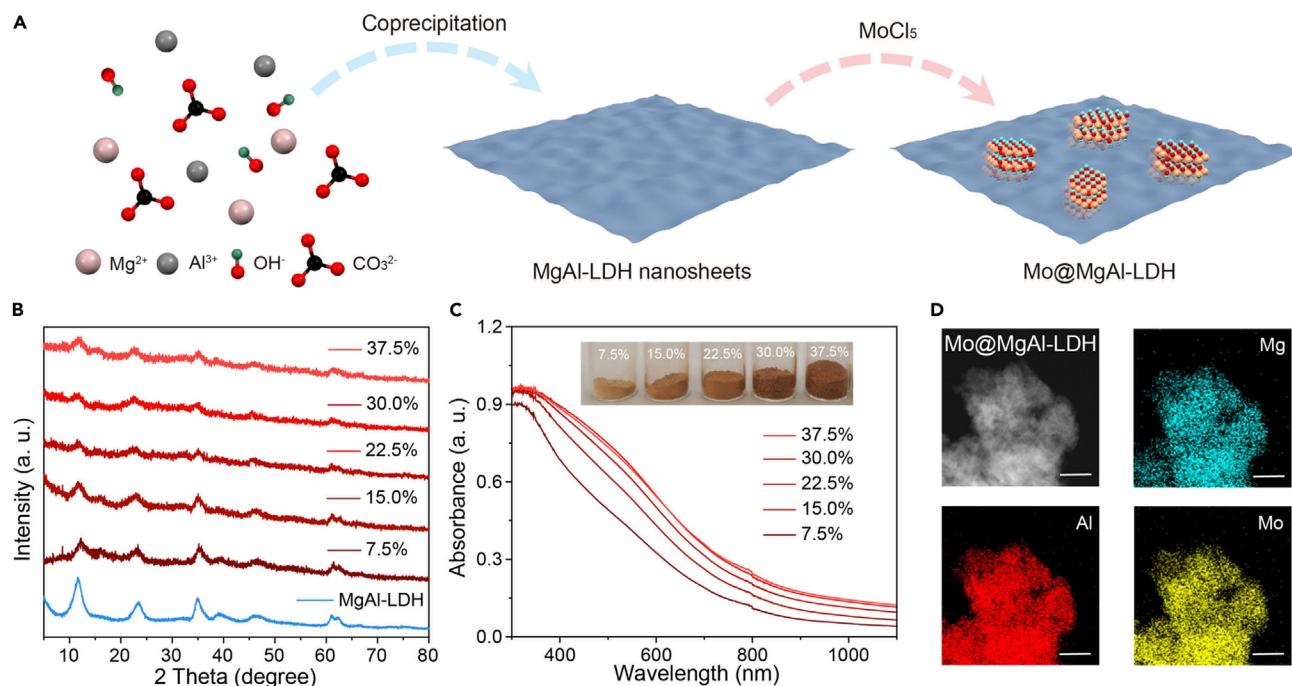 A
Coprecipitation
MoCl₅
Mg²⁺
Al³⁺
OH⁻
CO₃²⁻
MgAl-LDH nanosheets
Mo@MgAl-LDH
B
Intensity (a. u.)
37.5%
30.0%
22.5%
15.0%
7.5%
MgAl-LDH
10 20 30 40 50 60 70 80
2 Theta (degree)
C
Absorbance (a. u.)
1.2
0.9
0.6
0.3
0.0
7.5% 15.0% 22.5% 30.0% 37.5%
37.5%
30.0%
22.5%
15.0%
7.5%
400 600 800 1000
Wavelength (nm)
D
Mo@MgAl-LDH
Mg
Al
Mo